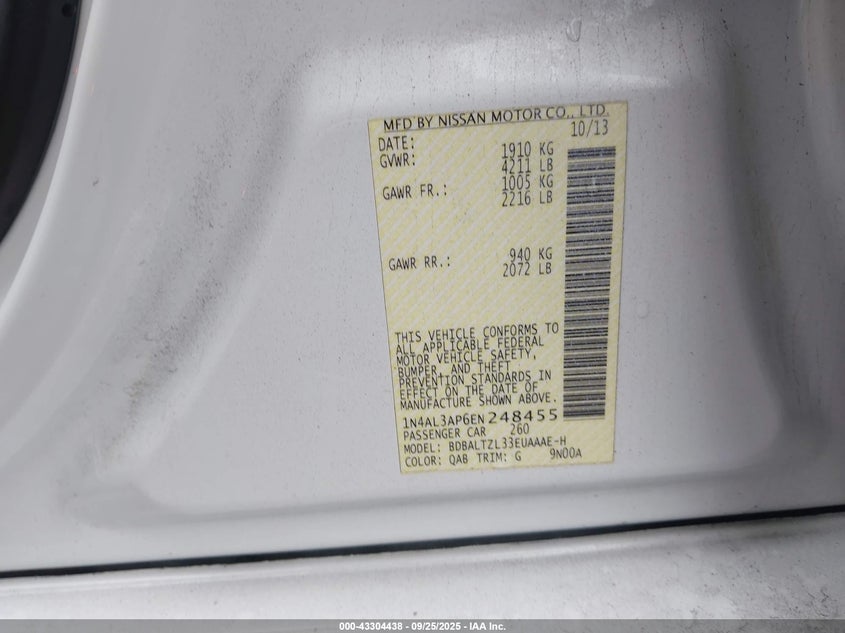 MFD BY NISSAN MOTOR CO., LTD.
DATE: 10/13
GVWR: 1910 KG
4211 LB
GAWR FR.: 1005 KG
2216 LB
GAWR RR.: 940 KG
2072 LB
THIS VEHICLE CONFORMS TO
ALL APPLICABLE FEDERAL
MOTOR VEHICLE SAFETY,
BUMPER, AND THEFT
PREVENTION STANDARDS IN
EFFECT ON THE DATE OF
MANUFACTURE SHOWN ABOVE.
1N4AL3AP6EN248455
PASSENGER CAR 260
MODEL: BDBALTZL33EUAAAE-H
COLOR: QAB TRIM: G 9N00A
000-43304438 - 09/25/2025 - IAA Inc.